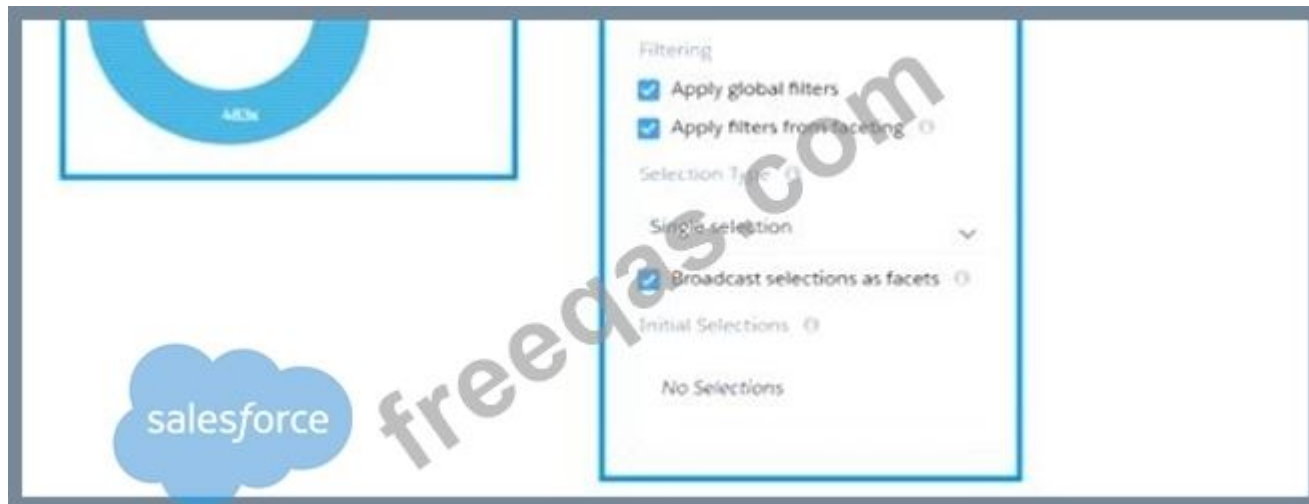 Filtering
Apply global filters
483K
Apply filters from faceting
Selection Type
Single selection
Broadcast selections as facets
Initial Selections
No Selections
salesforce
freeqas.com